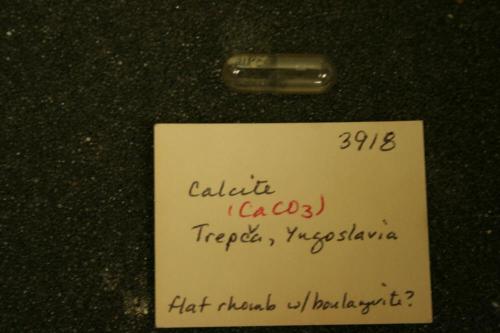 3918
Calcite
(CaCO3)
Trepča, Yugoslavia
flat rhomb w/boulangerite?